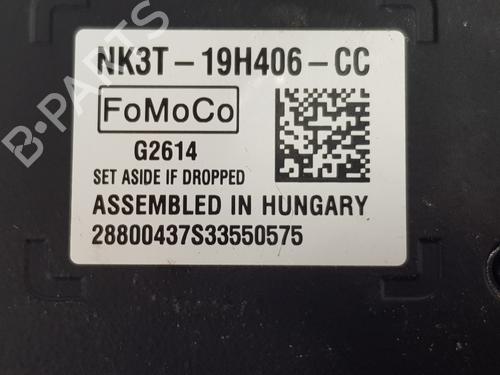 NK3T-19H406-CC
FoMoCo
G2614
SET ASIDE IF DROPPED
ASSEMBLED IN HUNGARY
28800437S33550575
B-PARTS